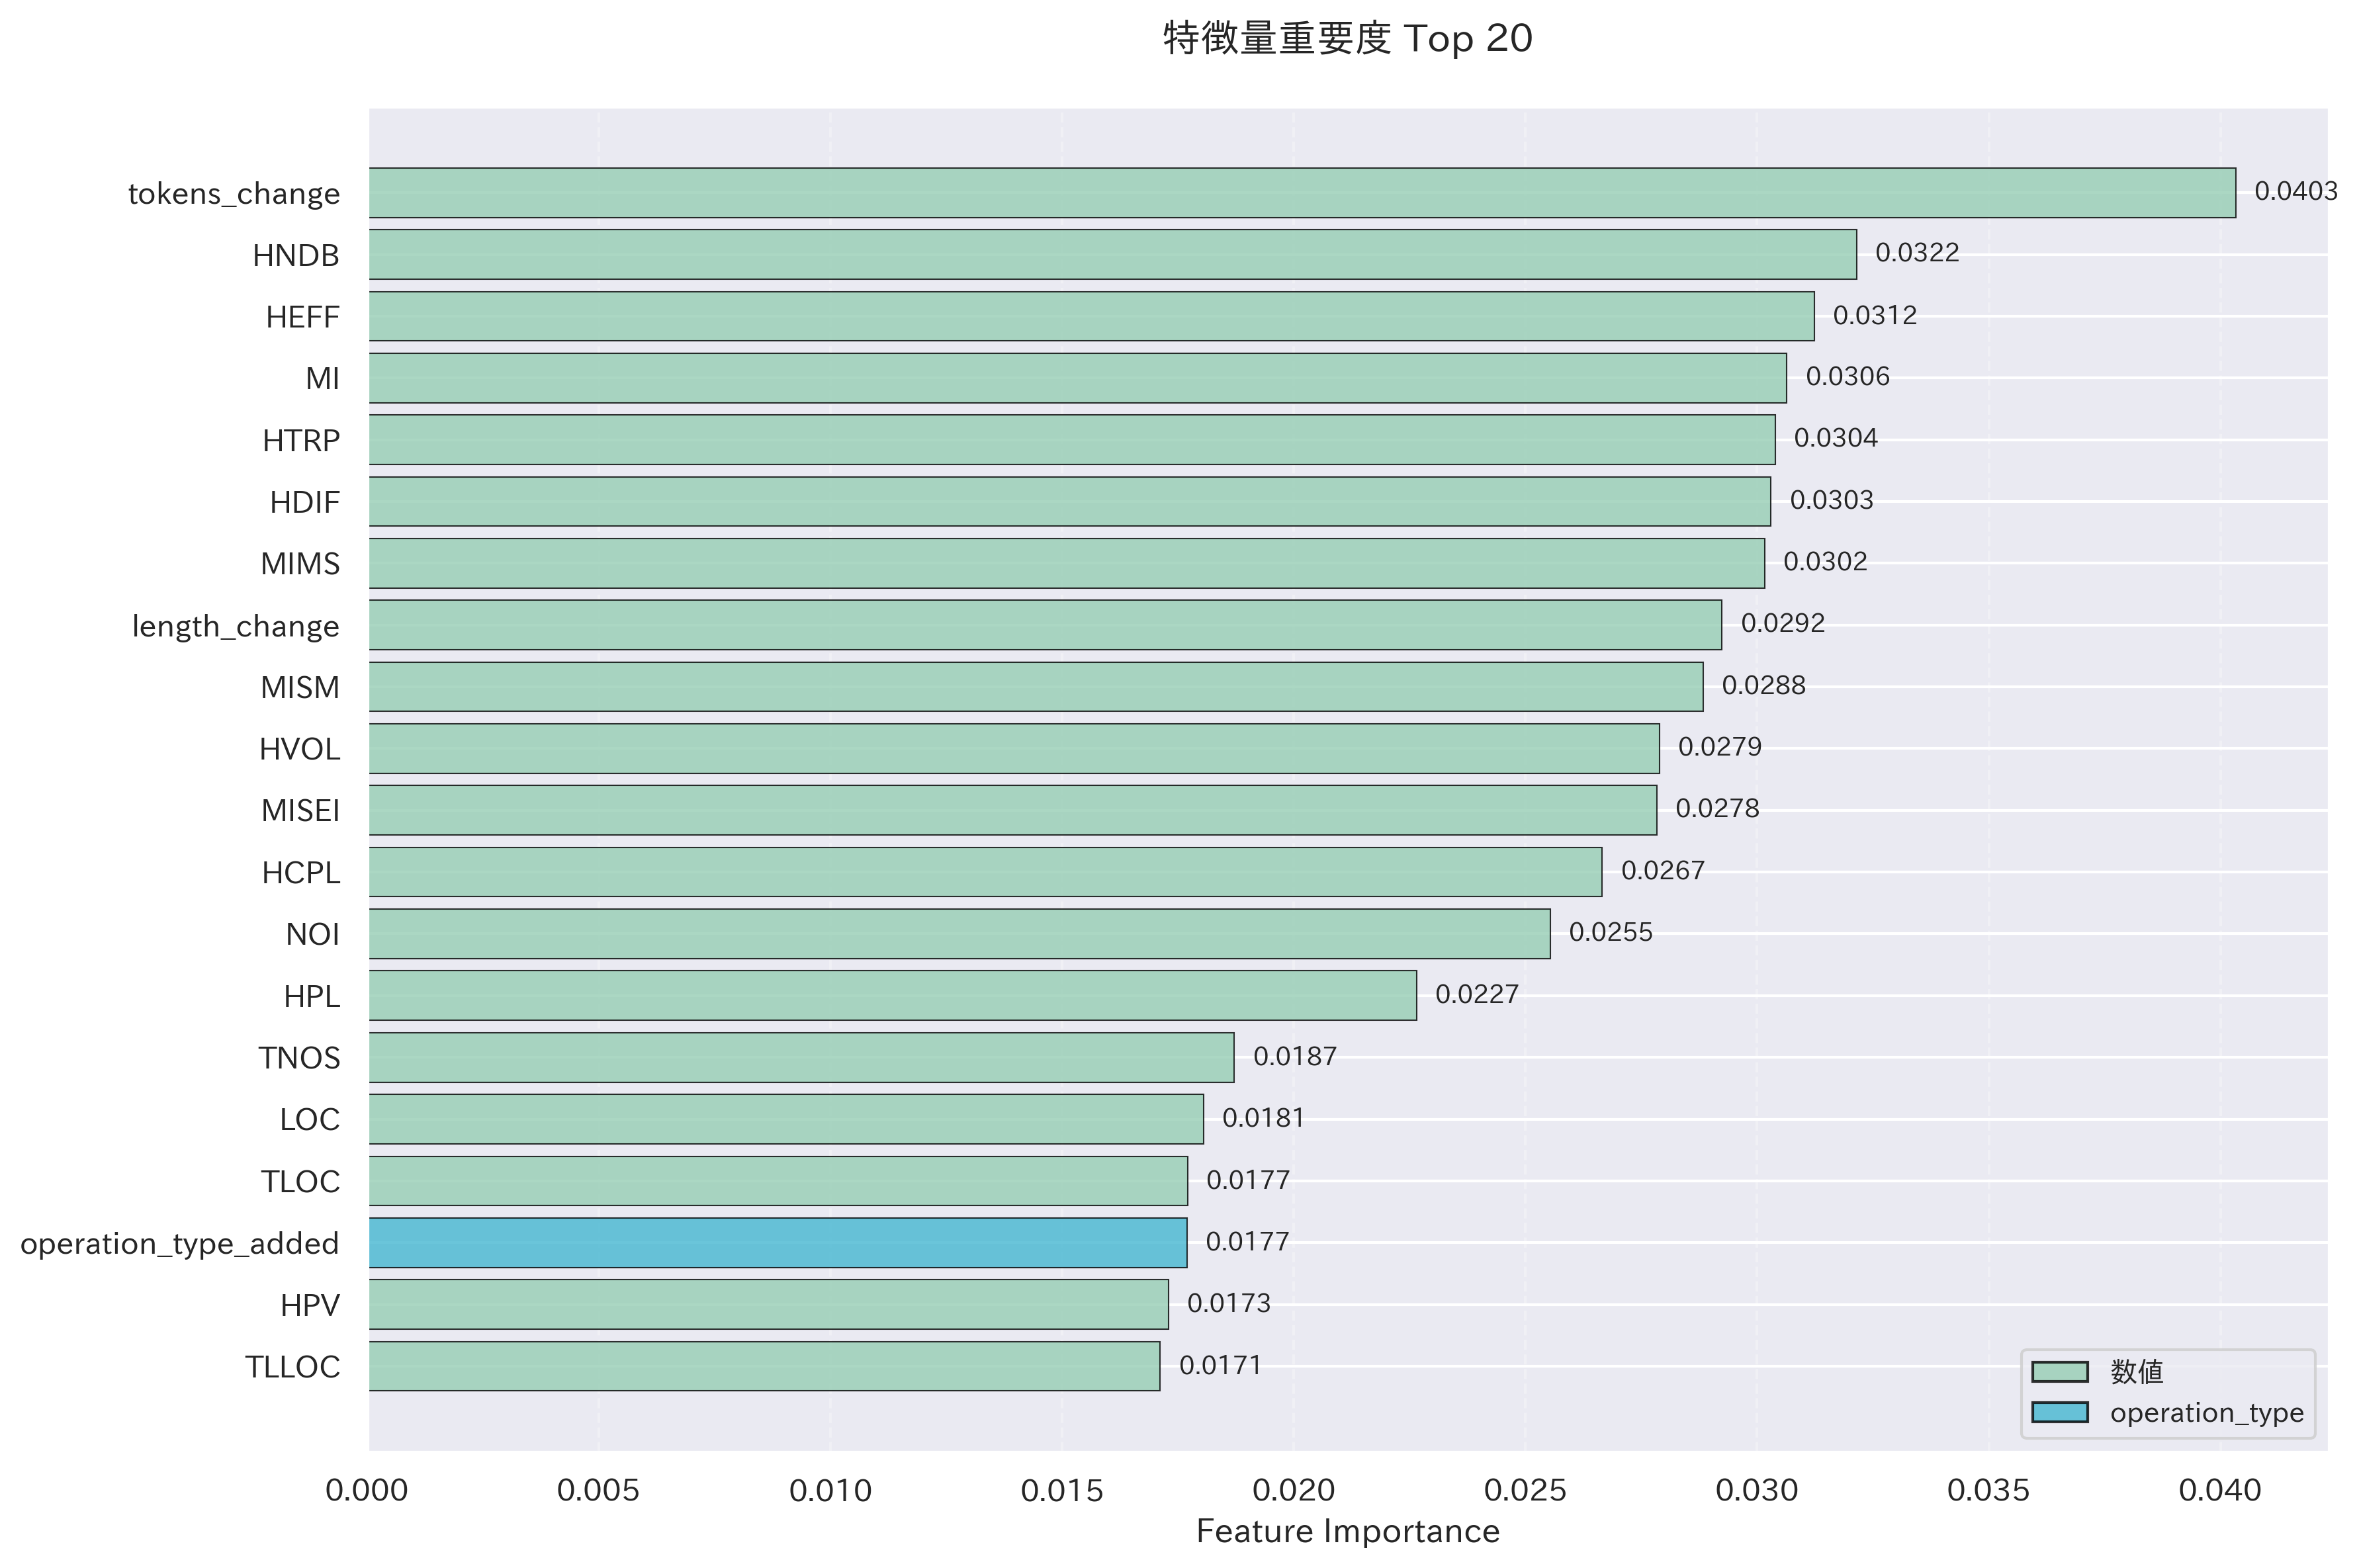 特徴量重要度 Top 20
tokens_change 0.0403
HNDB 0.0322
HEFF 0.0312
MI 0.0306
HTRP 0.0304
HDIF 0.0303
MIMS 0.0302
length_change 0.0292
MISM 0.0288
HVOL 0.0279
MISEI 0.0278
HCPL 0.0267
NOI 0.0255
HPL 0.0227
TNOS 0.0187
LOC 0.0181
TLOC 0.0177
operation_type_added 0.0177
HPV 0.0173
TLLOC 0.0171
数値
operation_type
0.000 0.005 0.010 0.015 0.020 0.025 0.030 0.035 0.040
Feature Importance